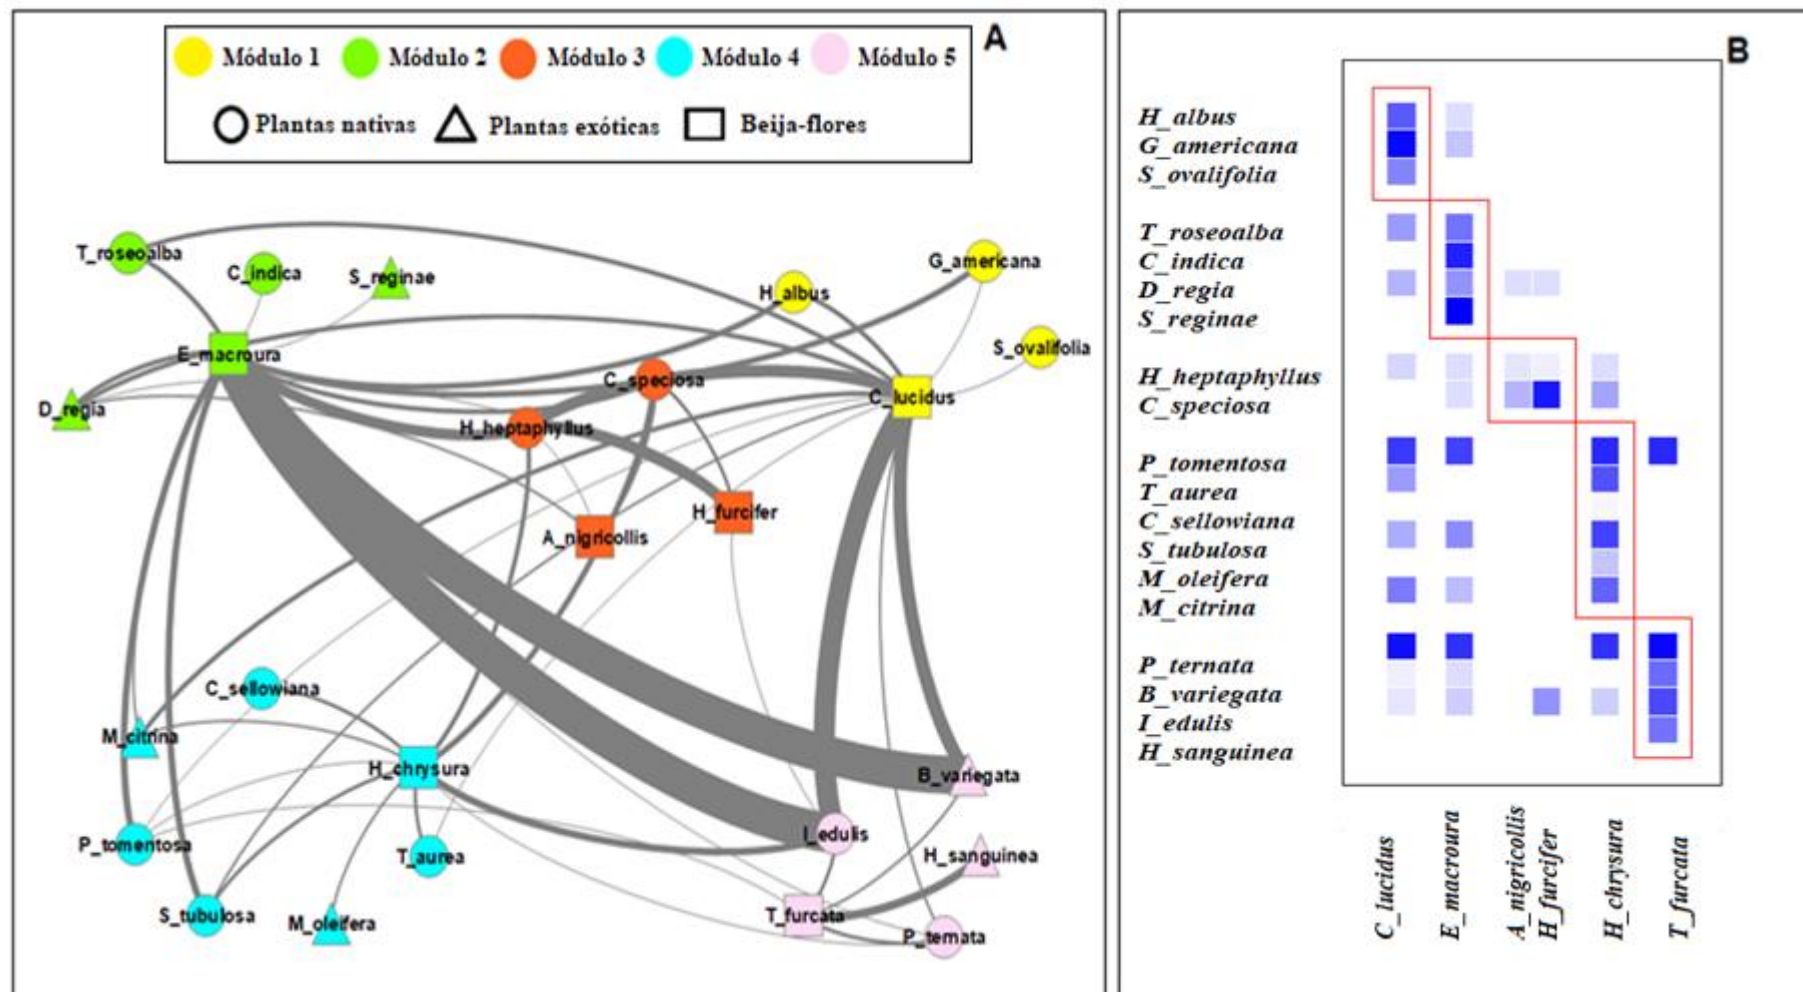 A
Módulo 1 Módulo 2 Módulo 3 Módulo 4 Módulo 5
Plantas nativas Plantas exóticas Beija-flores
T_roseoalba
C_indica
S_reginae
G_americana
H_albus
S_ovalifolia
E_macroura
C_speciosa
C_lucidus
D_regia
H_heptaphyllus
H_furcifer
A_nigricollis
C_sellowiana
M_citrina
H_chrysura
B_variegata
P_tomentosa
T_aurea
I_edulis
H_sanguinea
S_tubulosa
M_oleifera
T_furcata
P_ternata
B
H_albus
G_americana
S_ovalifolia
T_roseoalba
C_indica
D_regia
S_reginae
H_heptaphyllus
C_speciosa
P_tomentosa
T_aurea
C_sellowiana
S_tubulosa
M_oleifera
M_citrina
P_ternata
B_variegata
I_edulis
H_sanguinea
C_lucidus
E_macroura
A_nigricollis
H_furcifer
H_chrysura
T_furcata